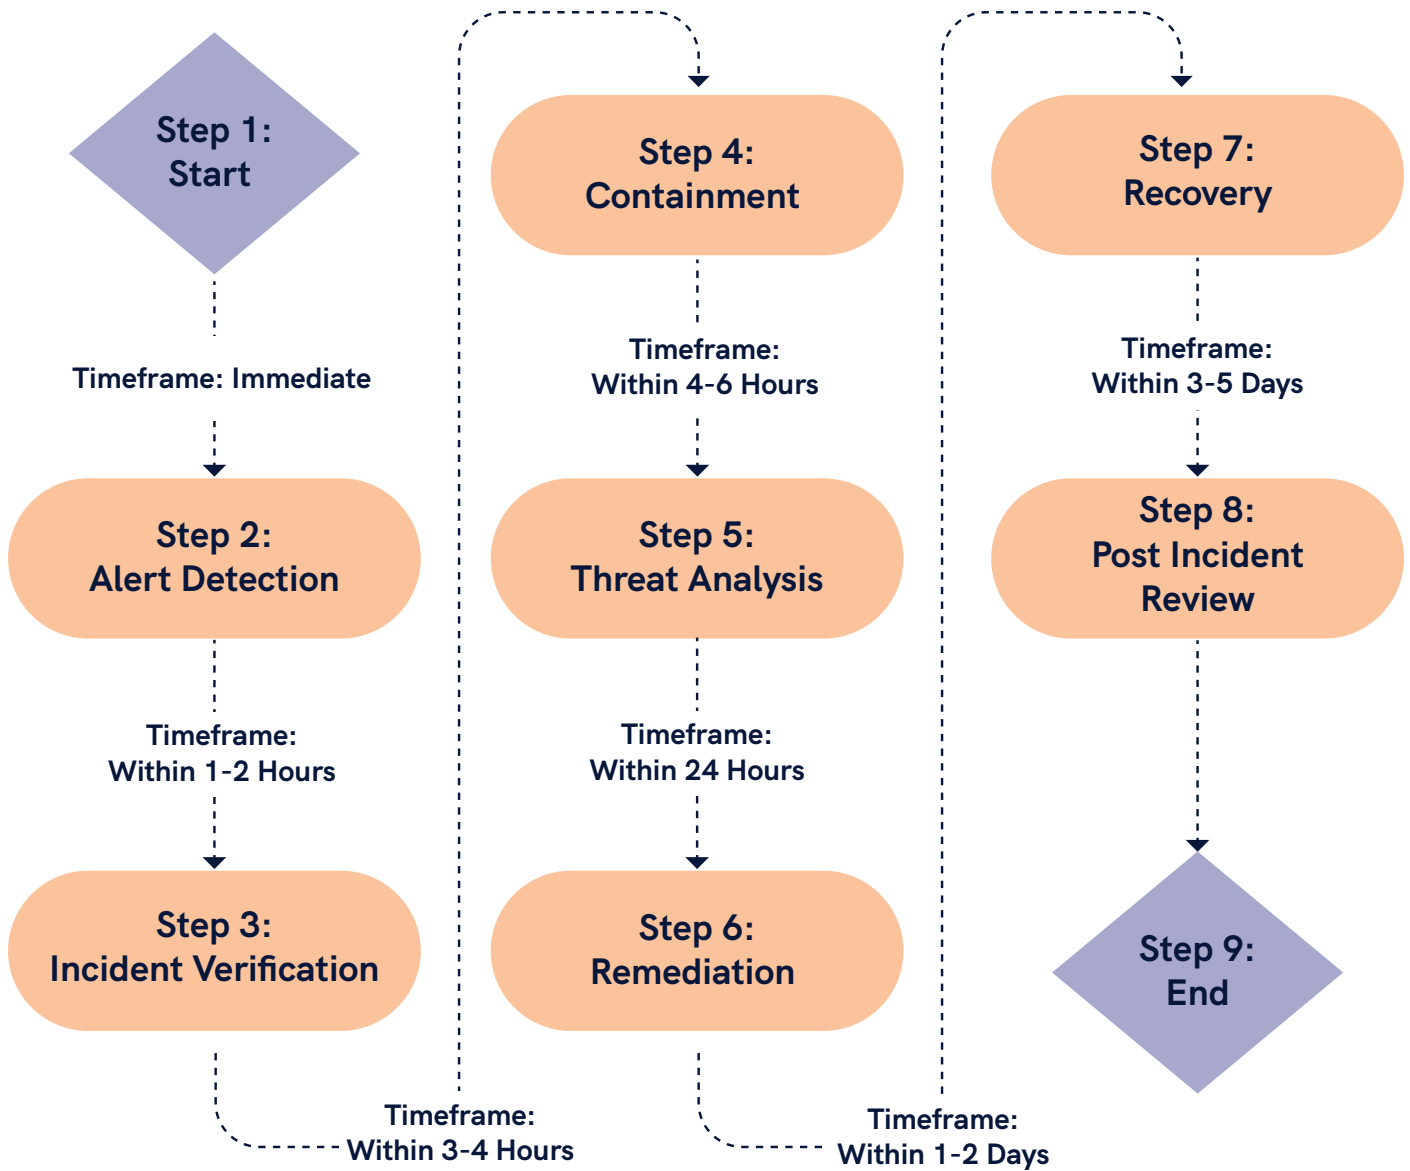 Step 1:
Start
Timeframe: Immediate
Step 2:
Alert Detection
Timeframe:
Within 1-2 Hours
Step 3:
Incident Verification
Timeframe:
Within 3-4 Hours
Step 4:
Containment
Timeframe:
Within 4-6 Hours
Step 5:
Threat Analysis
Timeframe:
Within 24 Hours
Step 6:
Remediation
Timeframe:
Within 1-2 Days
Step 7:
Recovery
Timeframe:
Within 3-5 Days
Step 8:
Post Incident
Review
Step 9:
End